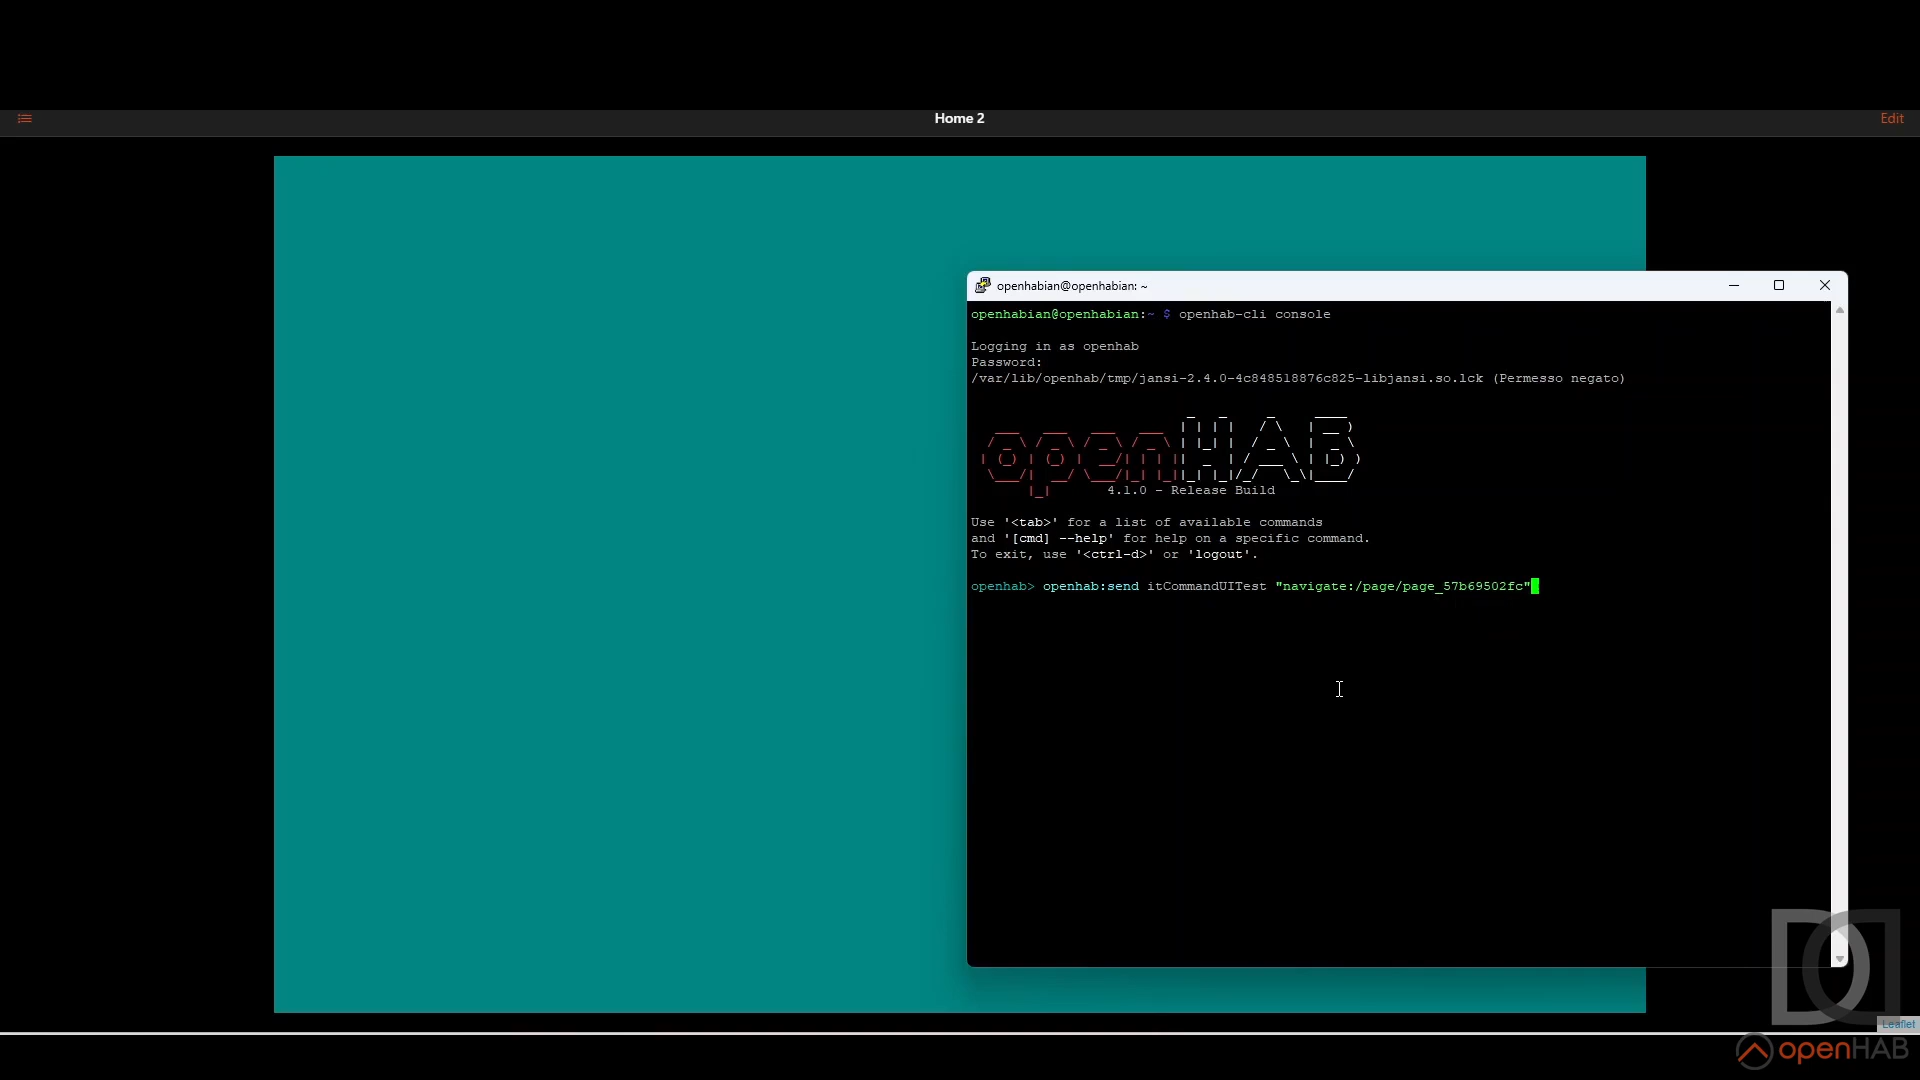 Home 2
Edit
openhabian@openhabian: ~
openhabian@openhabian:~ $ openhab-cli console
Logging in as openhab
Password:
/var/lib/openhab/tmp/jansi-2.4.0-4c848518876c825-libjansi.so.lck (Permesso negato)
openHAB
4.1.0 - Release Build
Use '<tab>' for a list of available commands
and '[cmd] --help' for help on a specific command.
To exit, use '<ctrl-d>' or 'logout'.
openhab> openhab:send itCommandUITest "navigate:/page/page_57b69502fc"
Leaflet
openHAB